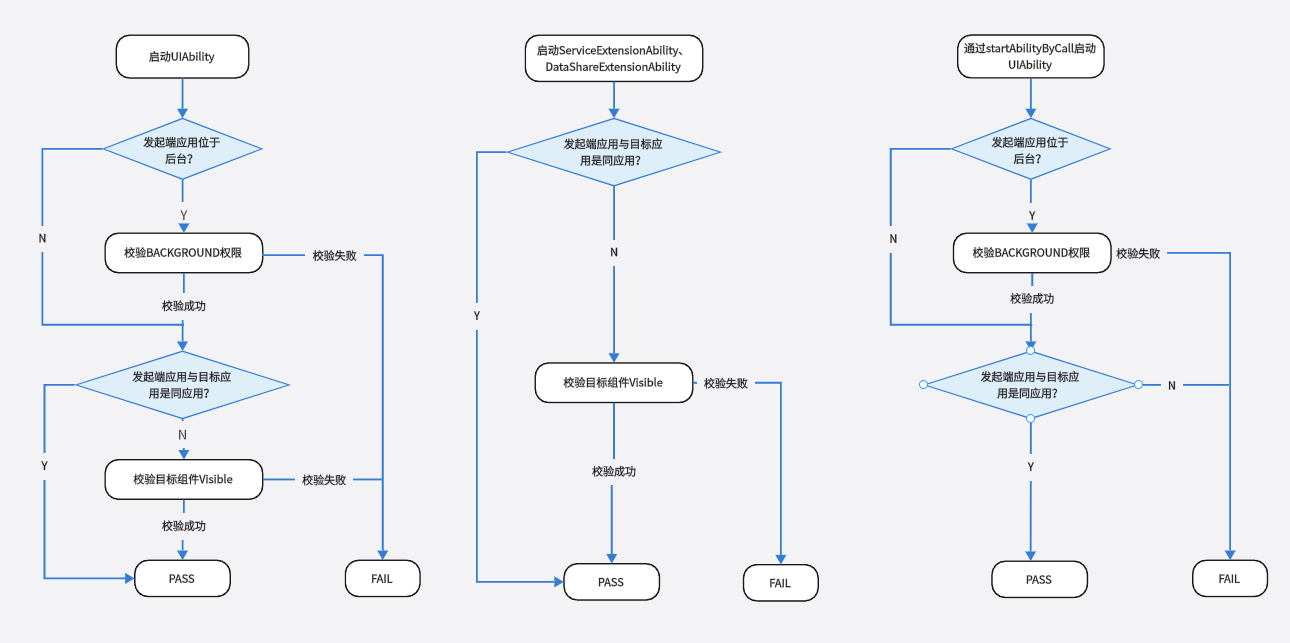 启动UIAbility
发起端应用位于
后台?
Y
N
校验BACKGROUND权限
校验失败
校验成功
发起端应用与目标应
用是同应用?
N
Y
校验目标组件Visible
校验失败
校验成功
PASS
FAIL
启动ServiceExtensionAbility、
DataShareExtensionAbility
发起端应用与目标应
用是同应用?
N
Y
校验目标组件Visible
校验失败
校验成功
PASS
FAIL
通过startAbilityByCall启动
UIAbility
发起端应用位于
后台?
Y
N
校验BACKGROUND权限
校验失败
校验成功
发起端应用与目标应
用是同应用?
N
Y
PASS
FAIL